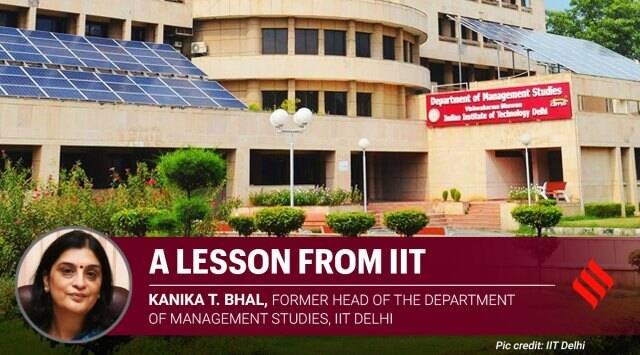 Department of Management Studies
Vishwakarma Bhawan
Indian Institute of Technology Delhi
A LESSON FROM IIT
KANIKA T. BHAL, FORMER HEAD OF THE DEPARTMENT
OF MANAGEMENT STUDIES, IIT DELHI
Pic credit: IIT Delhi